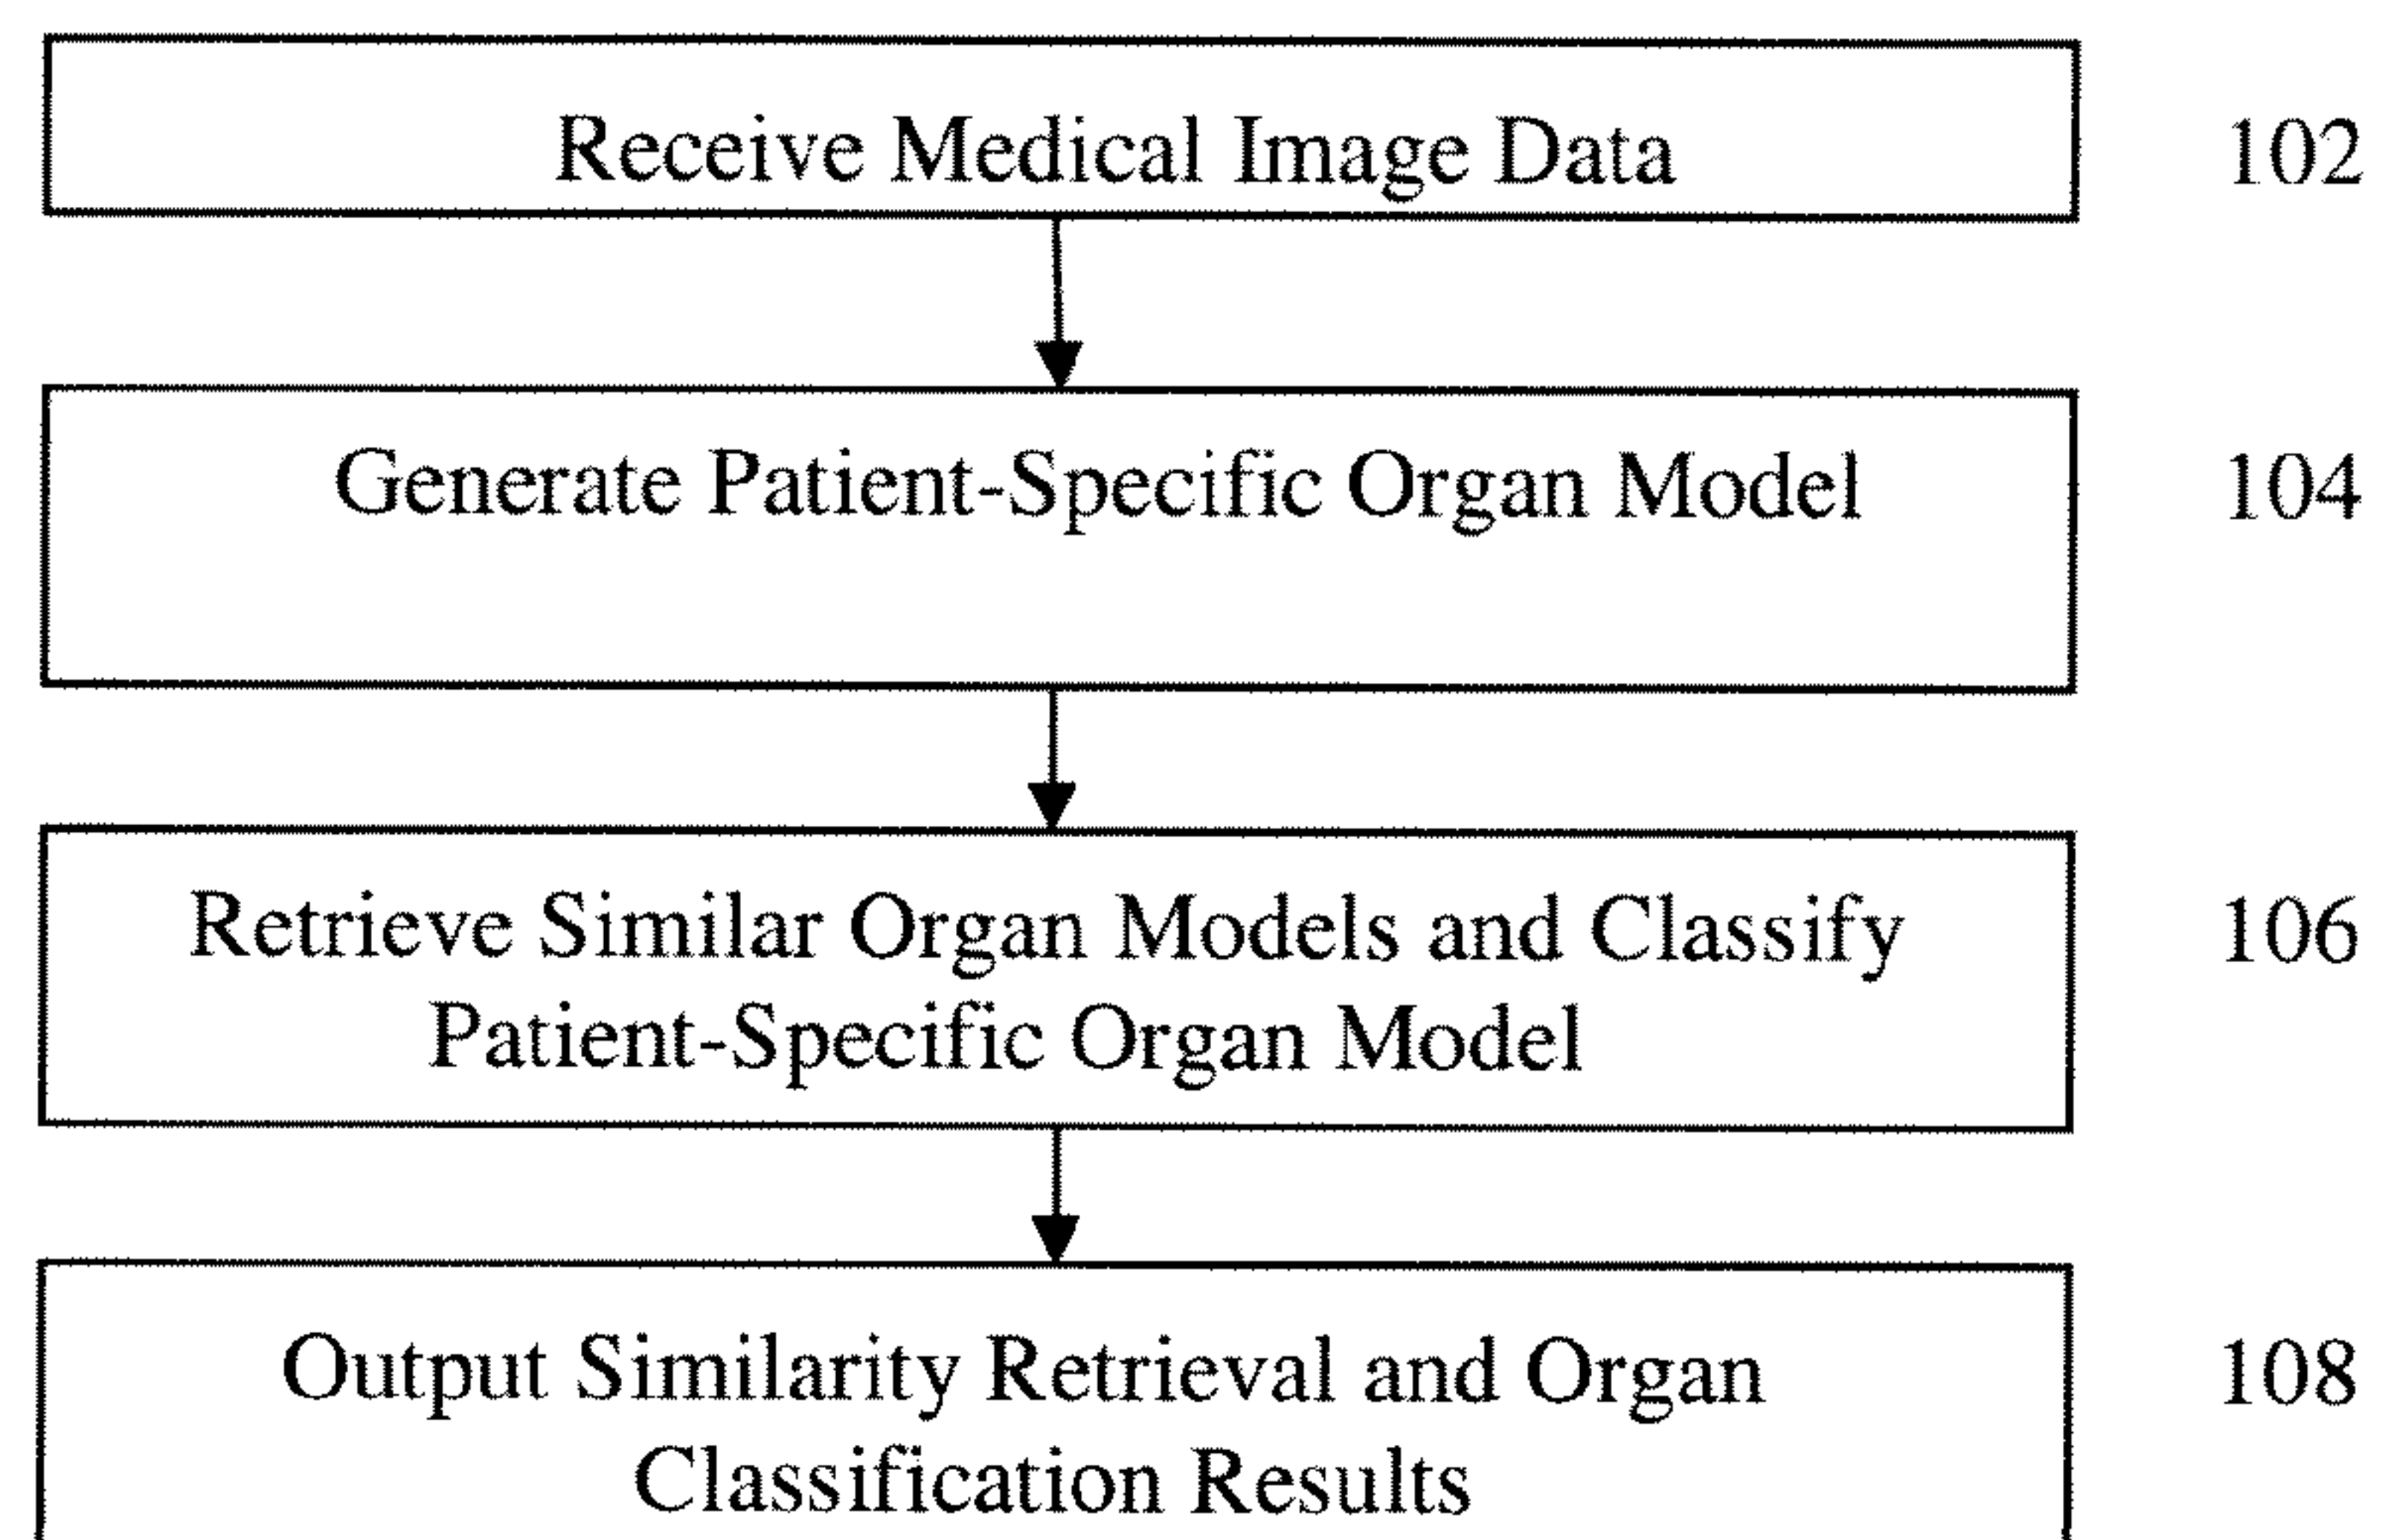 Receive Medical Image Data 102
Generate Patient-Specific Organ Model 104
Retrieve Similar Organ Models and Classify 106
Patient-Specific Organ Model
Output Similarity Retrieval and Organ 108
Classification Results